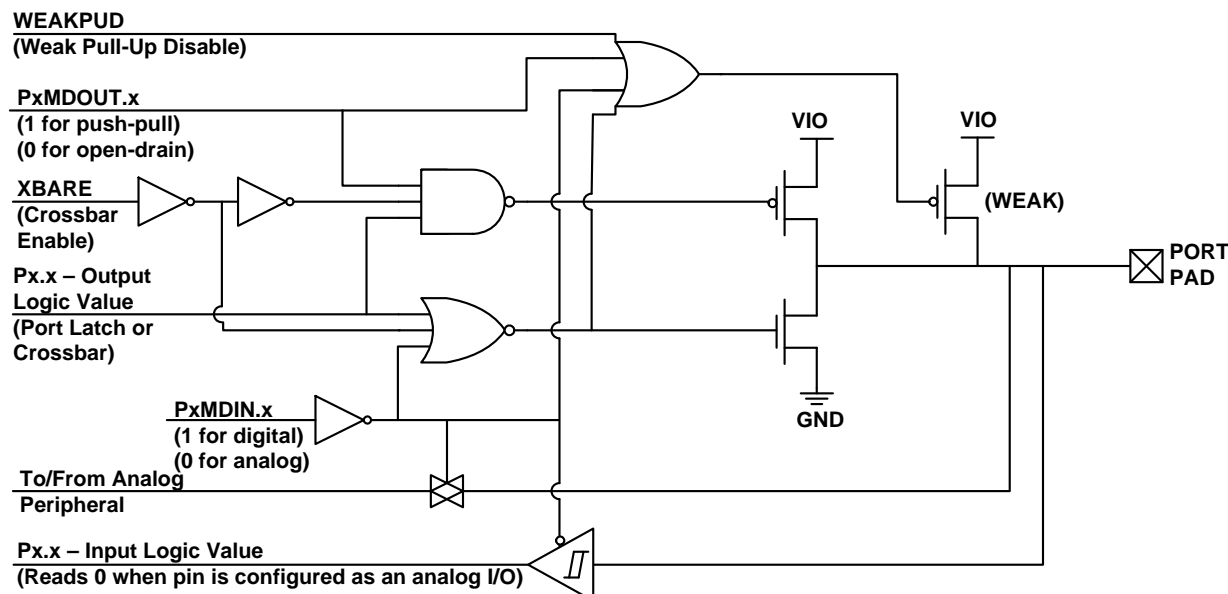 WEAKPUD
(Weak Pull-Up Disable)
PxMDOUT.x
(1 for push-pull)
(0 for open-drain)
XBARE
(Crossbar
Enable)
Px.x – Output
Logic Value
(Port Latch or
Crossbar)
PxMDIN.x
(1 for digital)
(0 for analog)
To/From Analog
Peripheral
Px.x – Input Logic Value
(Reads 0 when pin is configured as an analog I/O)
VIO
VIO
(WEAK)
GND
PORT
PAD